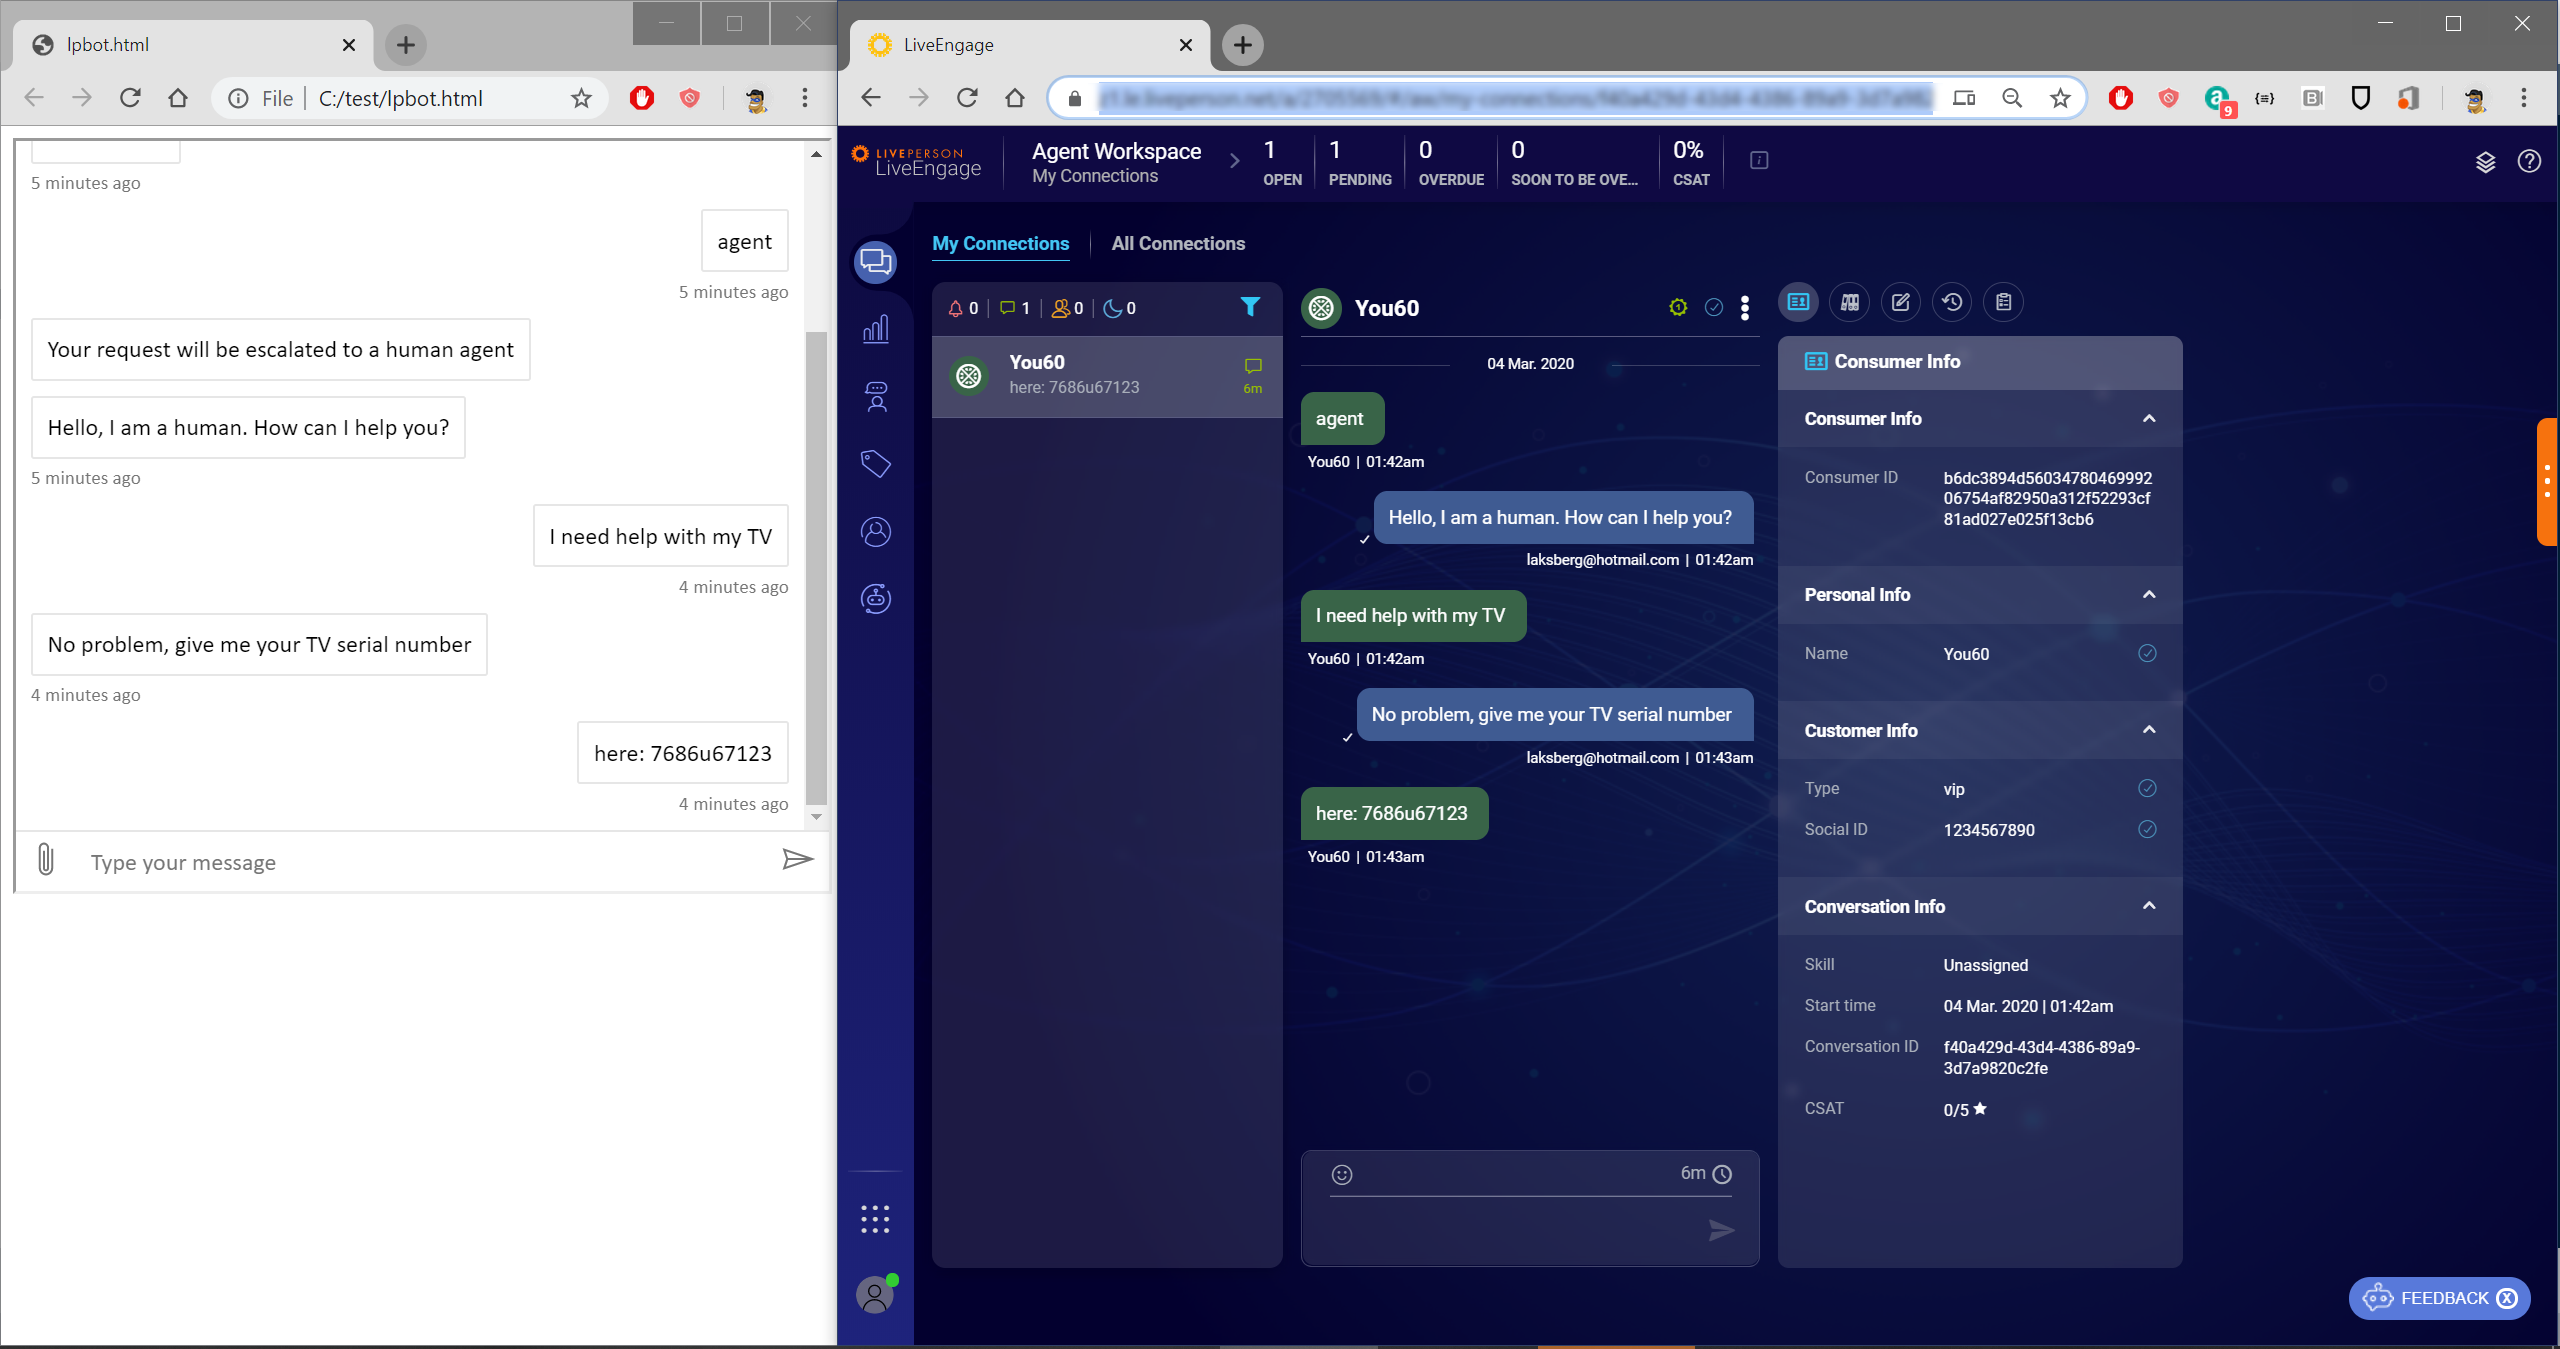 lpbot.html
File
C:/test/lpbot.html
5 minutes ago
agent
5 minutes ago
Your request will be escalated to a human agent
Hello, I am a human. How can I help you?
5 minutes ago
I need help with my TV
4 minutes ago
No problem, give me your TV serial number
4 minutes ago
here: 7686u67123
4 minutes ago
Type your message
LiveEngage
a
9
B
LIVEPERSON
LiveEngage
Agent Workspace
My Connections
1
OPEN
1
PENDING
0
OVERDUE
0
SOON TO BE OVE...
0%
CSAT
My Connections
All Connections
0
1
0
0
You60
here: 7686u67123
6m
You60
04 Mar. 2020
agent
You60 | 01:42am
Hello, I am a human. How can I help you?
laksberg@hotmail.com | 01:42am
I need help with my TV
You60 | 01:42am
No problem, give me your TV serial number
laksberg@hotmail.com | 01:43am
here: 7686u67123
You60 | 01:43am
6m
Consumer Info
Consumer Info
Consumer ID
b6dc3894d56034780469992
06754af82950a312f52293cf
81ad027e025f13cb6
Personal Info
Name You60
Customer Info
Type vip
Social ID 1234567890
Conversation Info
Skill Unassigned
Start time 04 Mar. 2020 | 01:42am
Conversation ID f40a429d-43d4-4386-89a9-
3d7a9820c2fe
CSAT 0/5
FEEDBACK